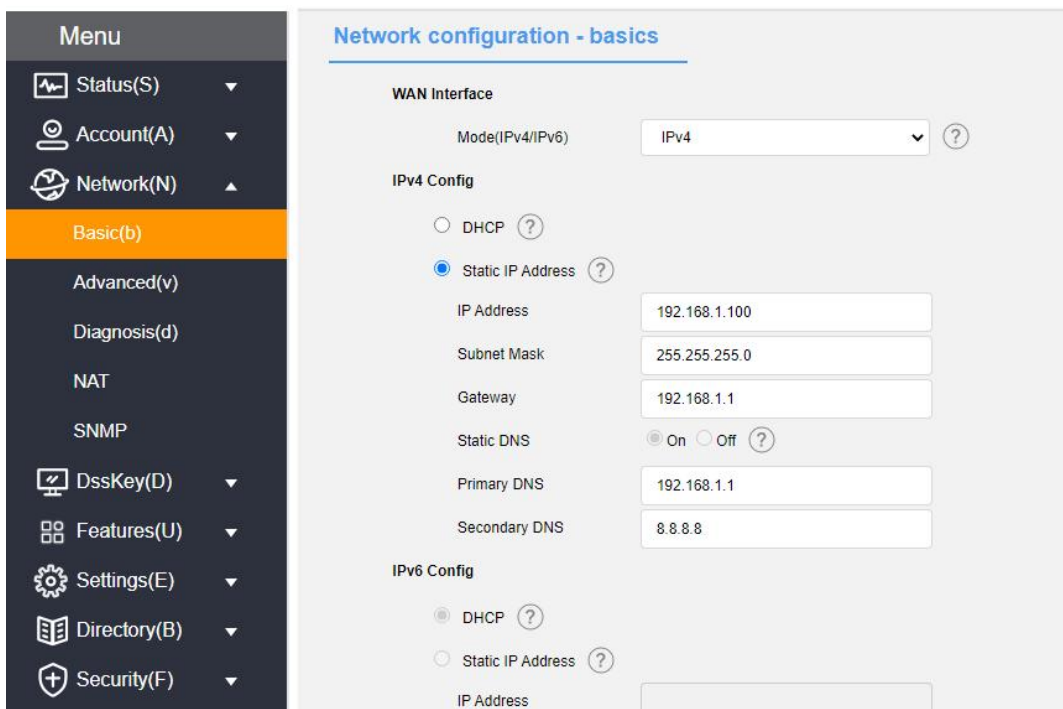 Menu
Status(S)
Account(A)
Network(N)
Basic(b)
Advanced(v)
Diagnosis(d)
NAT
SNMP
DssKey(D)
Features(U)
Settings(E)
Directory(B)
Security(F)
Network configuration - basics
WAN Interface
Mode(IPv4/IPv6) IPv4 ?
IPv4 Config
DHCP ?
Static IP Address ?
IP Address 192.168.1.100
Subnet Mask 255.255.255.0
Gateway 192.168.1.1
Static DNS On Off ?
Primary DNS 192.168.1.1
Secondary DNS 8.8.8.8
IPv6 Config
DHCP ?
Static IP Address ?
IP Address